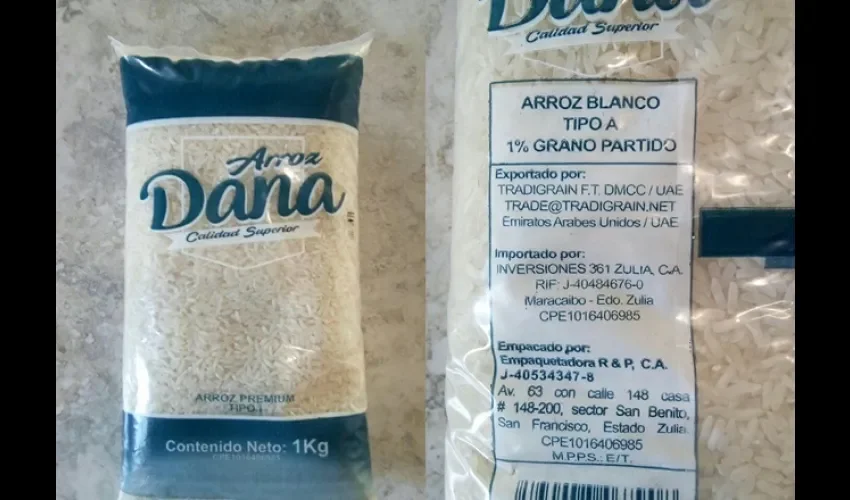 Arroz
Dana
Calidad Superior
ARROZ PREMIUM
TIPO I
Contenido Neto: 1Kg
CPE1016406985
Dana
Calidad Superior
ARROZ BLANCO
TIPO A
1% GRANO PARTIDO
Exportado por:
TRADIGRAIN F.T. DMCC / UAE
TRADE@TRADIGRAIN.NET
Emiratos Arabes Unidos / UAE
Importado por:
INVERSIONES 361 ZULIA, C.A.
RIF: J-40484676-0
Maracaibo - Edo. Zulia
CPE1016406985
Empacado por:
Empaquetadora R & P, C.A.
J-40534347-8
Av. 63 con calle 148 casa
# 148-200, sector San Benito,
San Francisco, Estado Zulia.
CPE1016406985
M.P.P.S.: E/T.